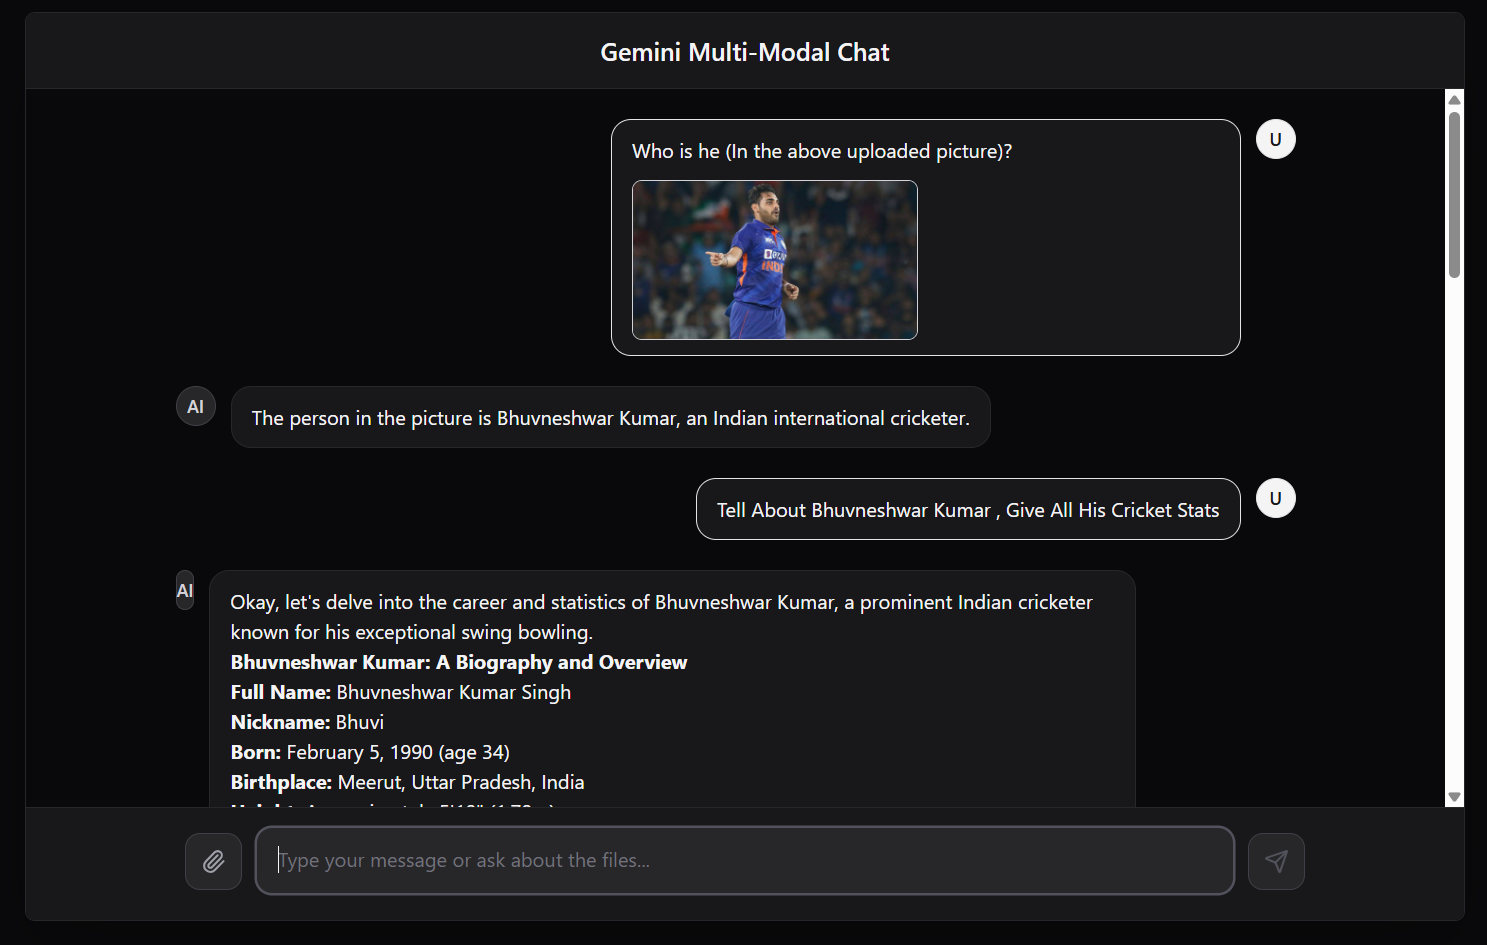 Gemini Multi-Modal Chat
Who is he (In the above uploaded picture)?
U
INDI
AI
The person in the picture is Bhuvneshwar Kumar, an Indian international cricketer.
Tell About Bhuvneshwar Kumar , Give All His Cricket Stats
U
AI
Okay, let's delve into the career and statistics of Bhuvneshwar Kumar, a prominent Indian cricketer
known for his exceptional swing bowling.
Bhuvneshwar Kumar: A Biography and Overview
Full Name: Bhuvneshwar Kumar Singh
Nickname: Bhuvi
Born: February 5, 1990 (age 34)
Birthplace: Meerut, Uttar Pradesh, India
Type your message or ask about the files...